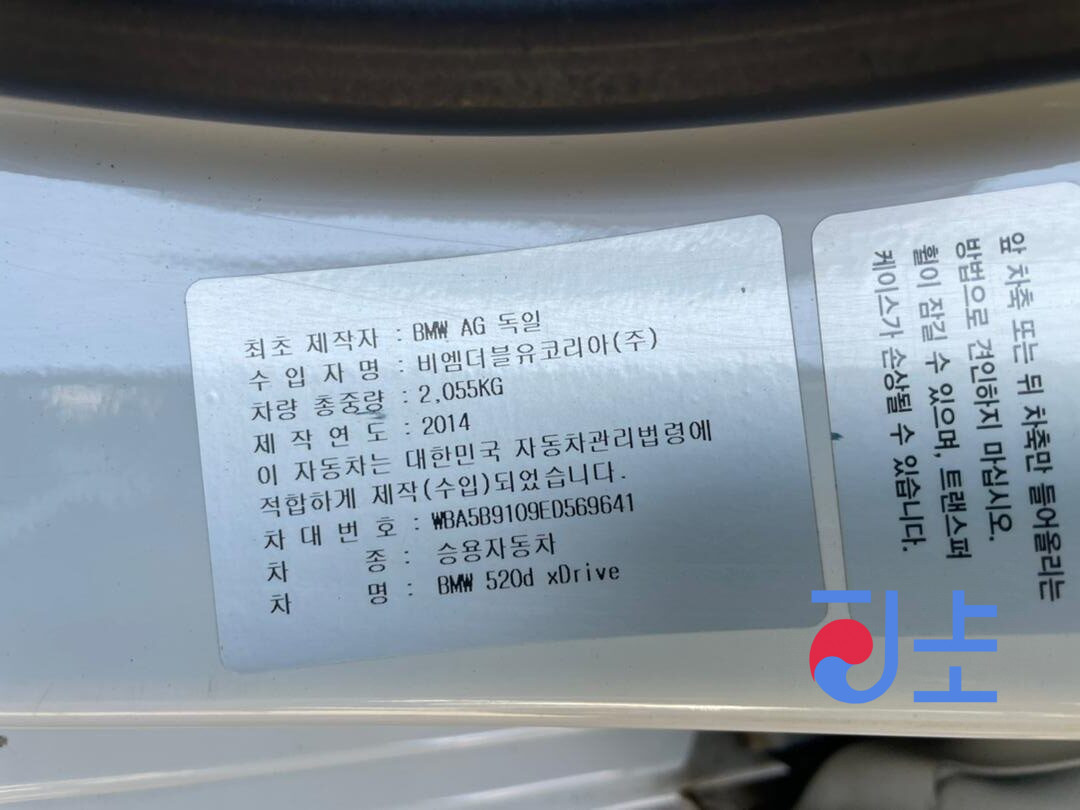 최초 제작자 : BMW AG 독일
수 입 자 명 : 비엠더블유코리아(주)
차량 총중량 : 2,055KG
제 작 연 도 : 2014
이 자동차는 대한민국 자동차관리법령에
적합하게 제작(수입)되었습니다.
차 대 번 호 : WBA5B9109ED569641
차 종 : 승용자동차
차 명 : BMW 520d xDrive
앞 차축 또는 뒤 차축만 들어올리는
방법으로 견인하지 마십시오.
휠이 잠길 수 있으며, 트랜스퍼
케이스가 손상될 수 있습니다.